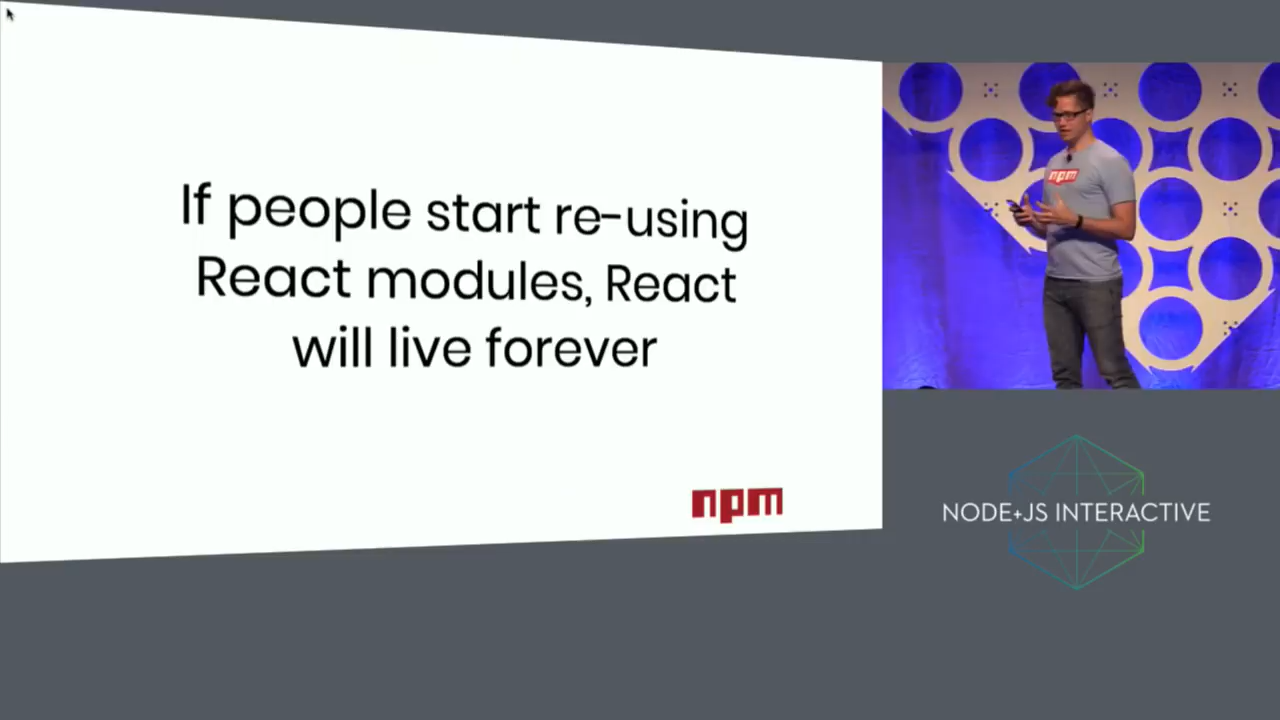 If people start re-using
React modules, React
will live forever
npm
npm
NODE+JS INTERACTIVE